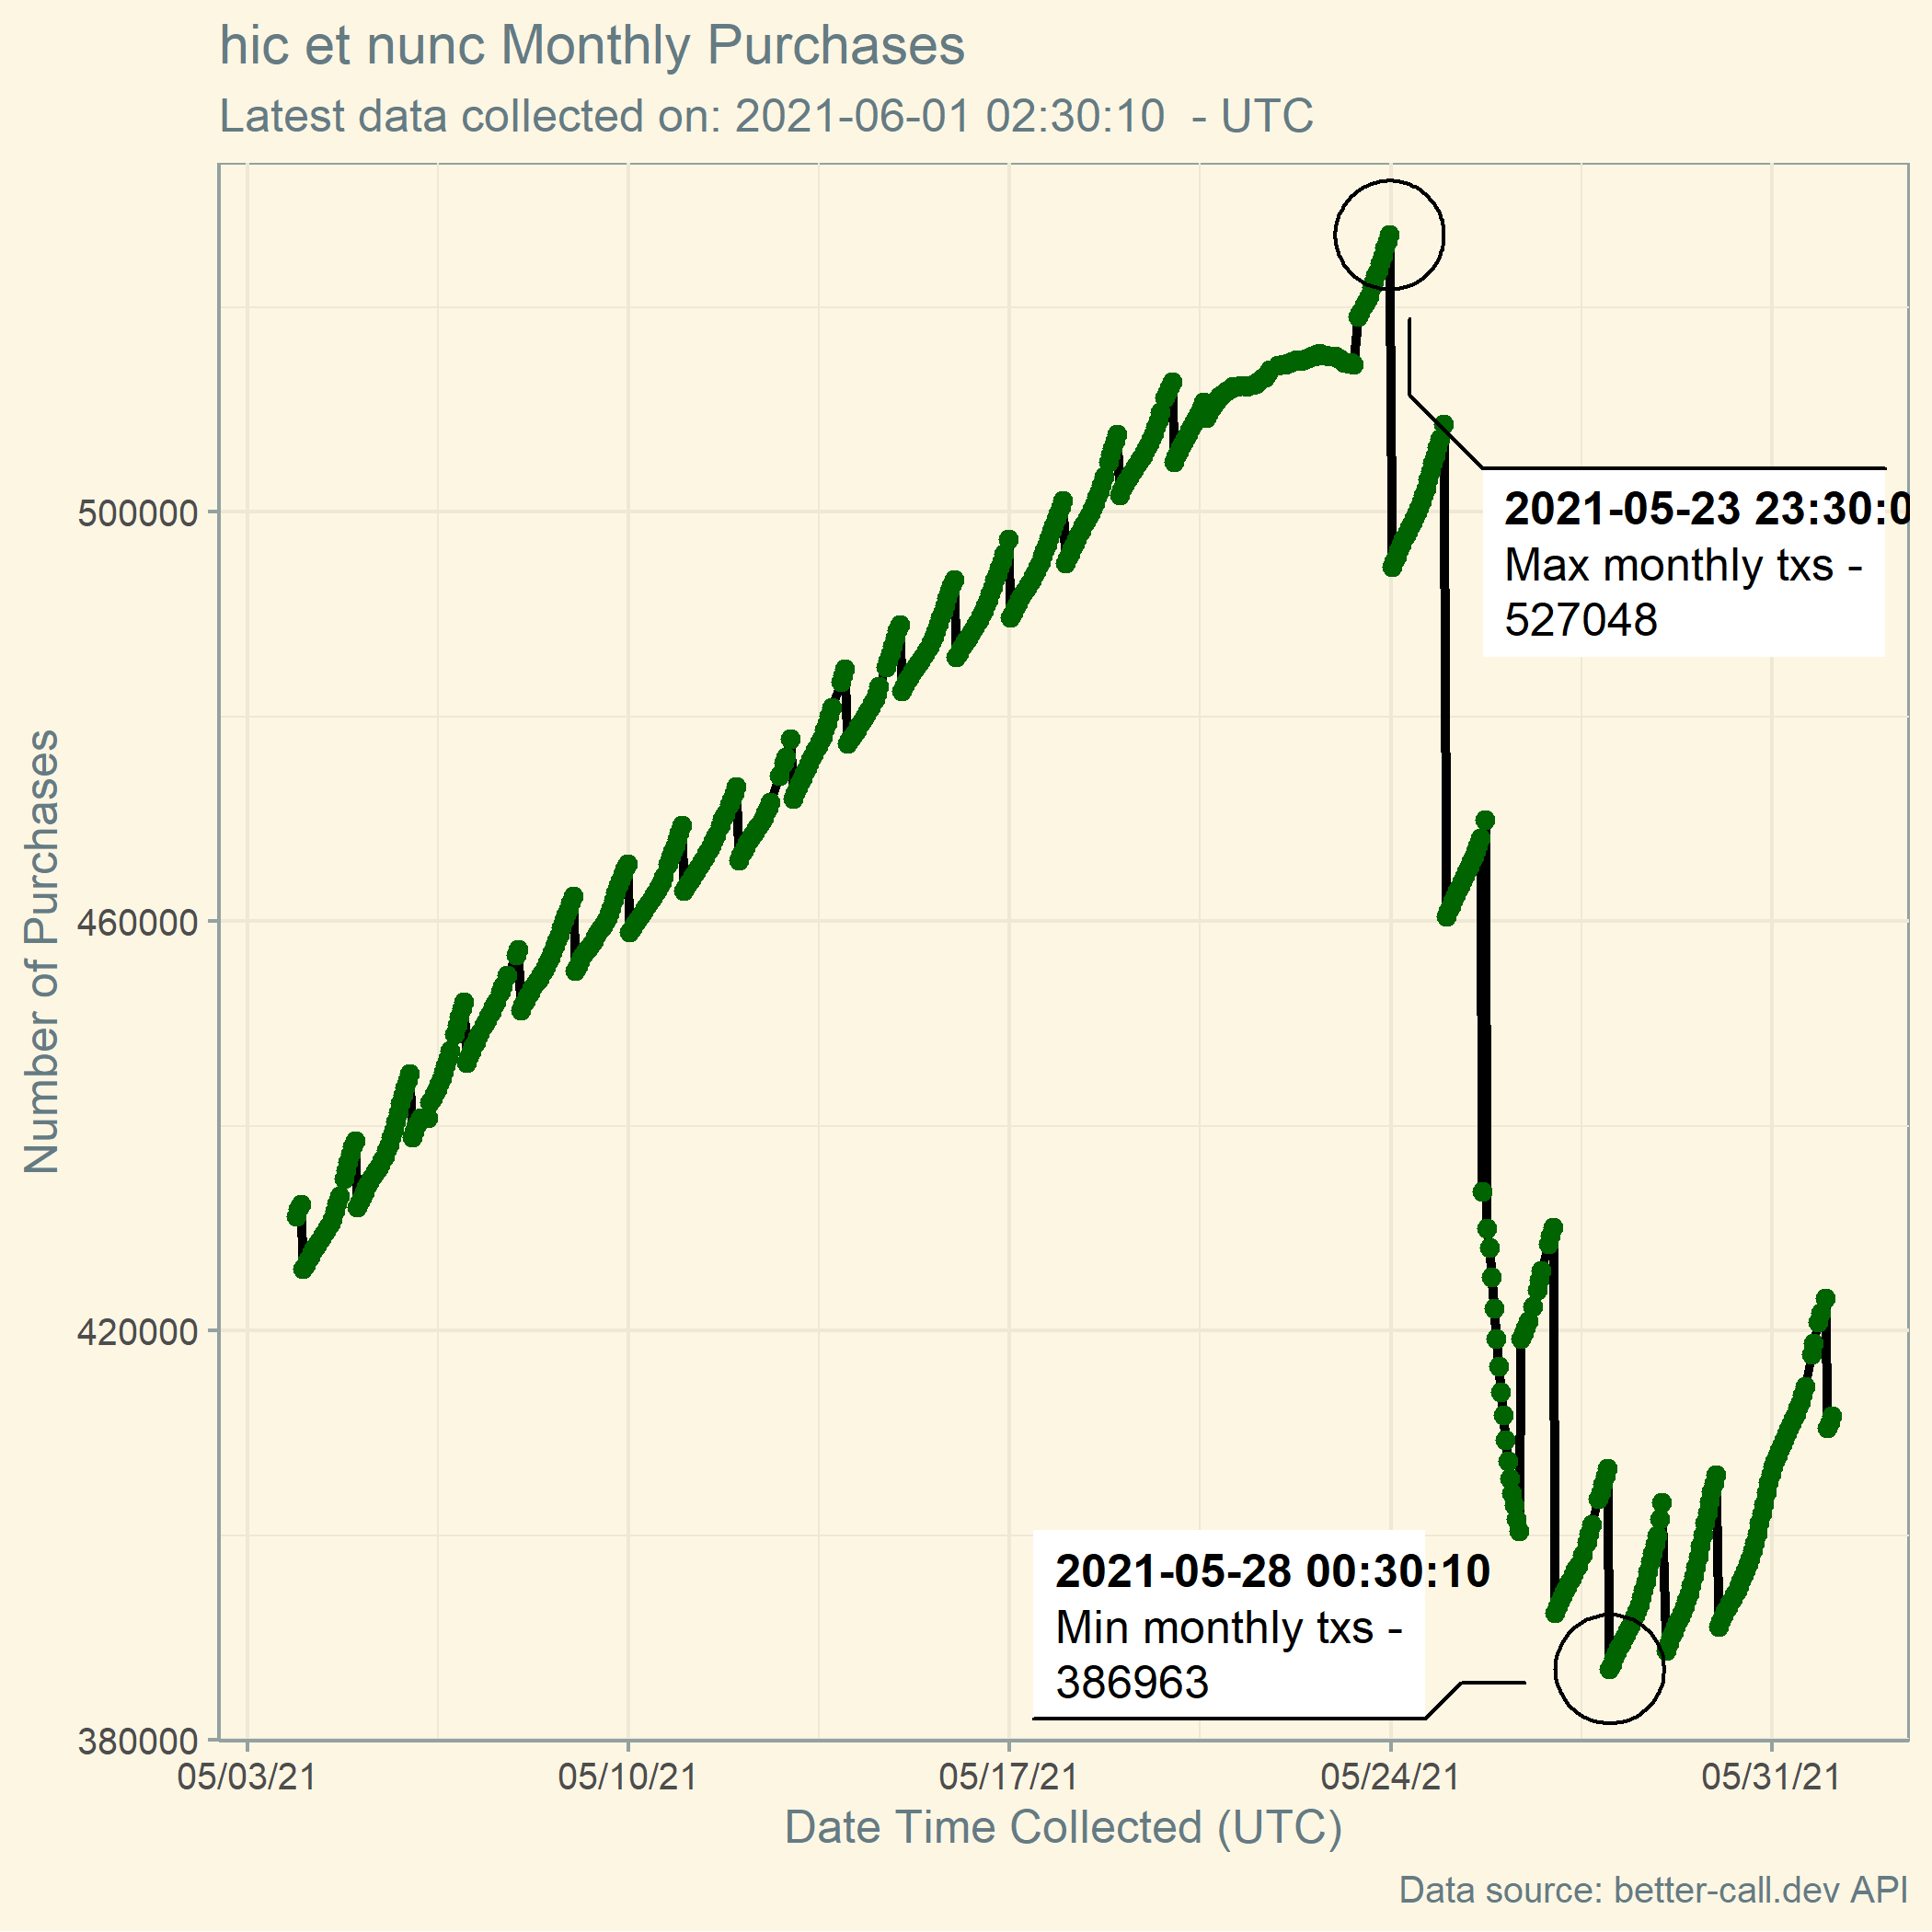 hic et nunc Monthly Purchases
Latest data collected on: 2021-06-01 02:30:10 - UTC
Number of Purchases
500000
460000
420000
380000
2021-05-23 23:30:0
Max monthly txs -
527048
2021-05-28 00:30:10
Min monthly txs -
386963
05/03/21
05/10/21
05/17/21
05/24/21
05/31/21
Date Time Collected (UTC)
Data source: better-call.dev API